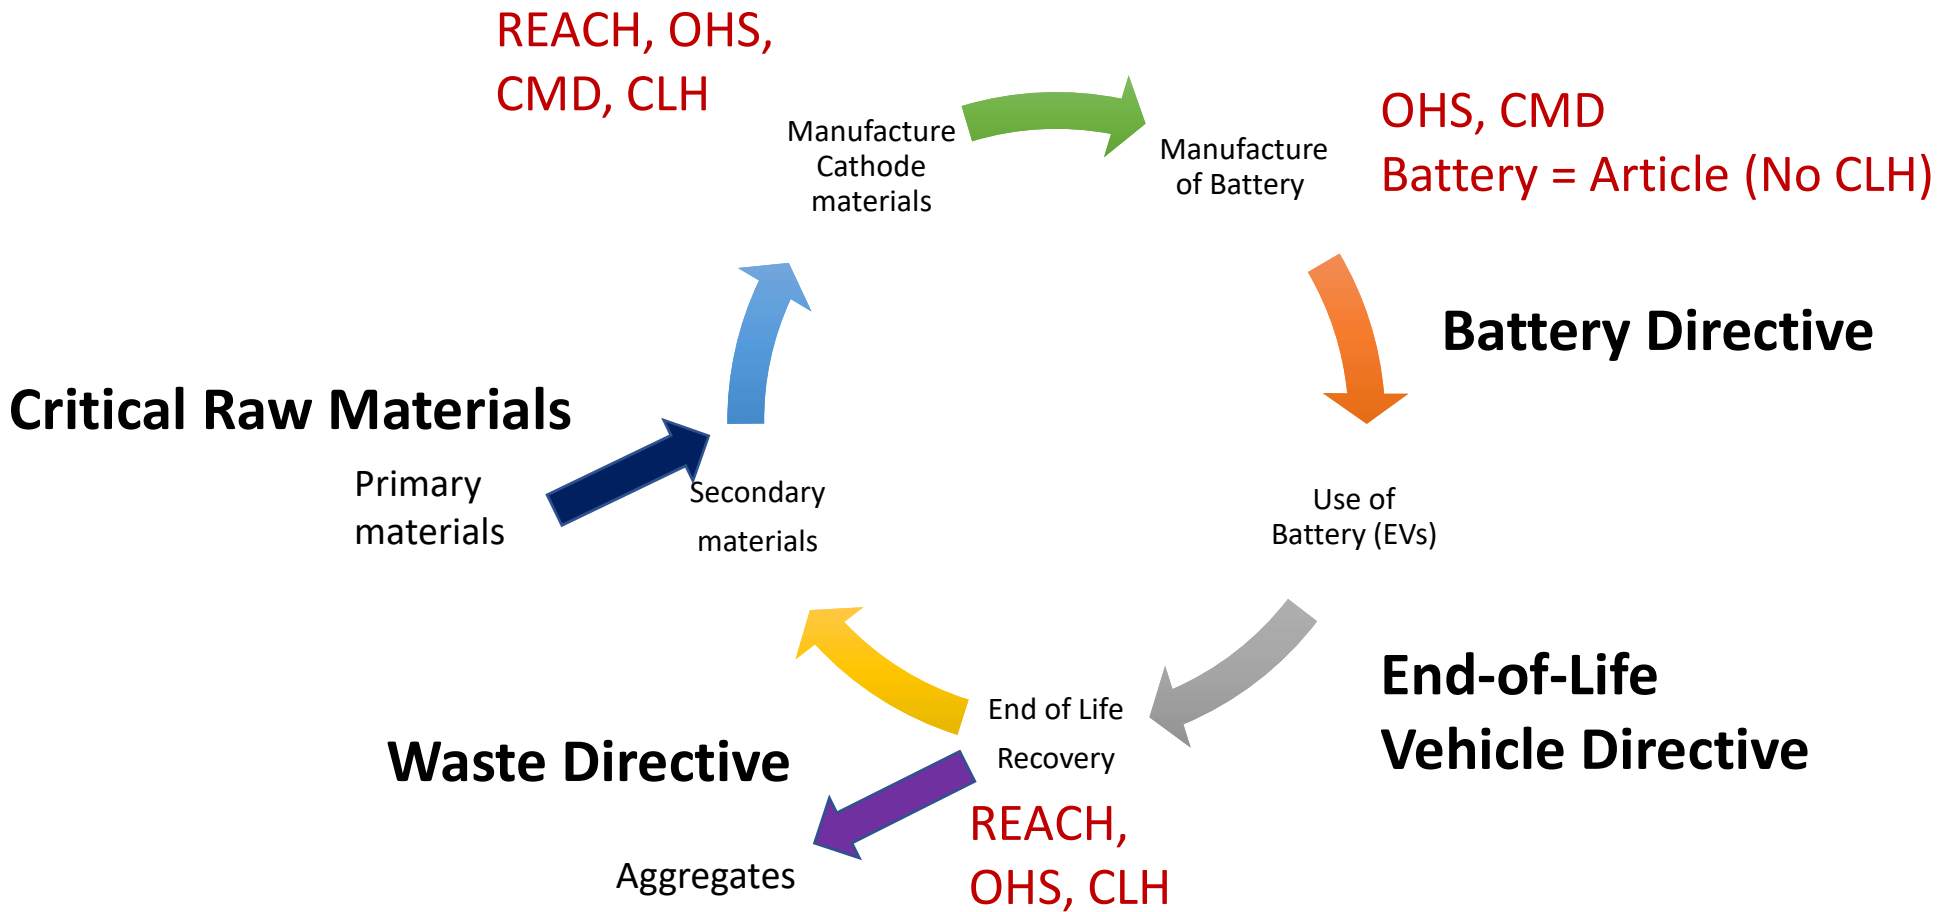 REACH, OHS,
CMD, CLH
Manufacture
Cathode
materials
Manufacture
of Battery
OHS, CMD
Battery = Article (No CLH)
Battery Directive
Critical Raw Materials
Primary
materials
Secondary
materials
Use of
Battery (EVs)
End-of-Life
Vehicle Directive
End of Life
Recovery
Waste Directive
REACH,
OHS, CLH
Aggregates